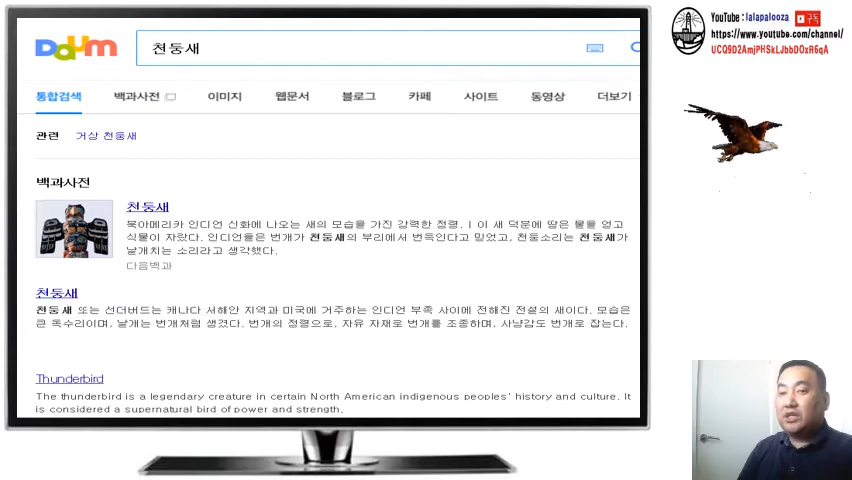 Daum
천둥새
통합검색 백과사전 이미지 웹문서 블로그 카페 사이트 동영상 더보기
관련 거상 천둥새
백과사전
천둥새
북아메리카 인디언 신화에 나오는 새의 모습을 가진 강력한 정령. | 이 새 덕분에 땅은 물을 얻고
식물이 자랐다. 인디언들은 번개가 천둥새의 부리에서 번득인다고 믿었고, 천둥소리는 천둥새가
날개치는 소리라고 생각했다.
다음백과
천둥새
천둥새 또는 선더버드는 캐나다 서해안 지역과 미국에 거주하는 인디언 부족 사이에 전해진 전설의 새이다. 모습은
큰 독수리이며, 날개는 번개처럼 생겼다. 번개의 정령으로, 자유 자재로 번개를 조종하며, 사냥감도 번개로 잡는다.
Thunderbird
The thunderbird is a legendary creature in certain North American indigenous peoples' history and culture. It
is considered a supernatural bird of power and strength.
YouTube : lalapalooza 구독
https://www.youtube.com/channel/
UCQ9D2AmjPHSkLJbbDOxR6qA